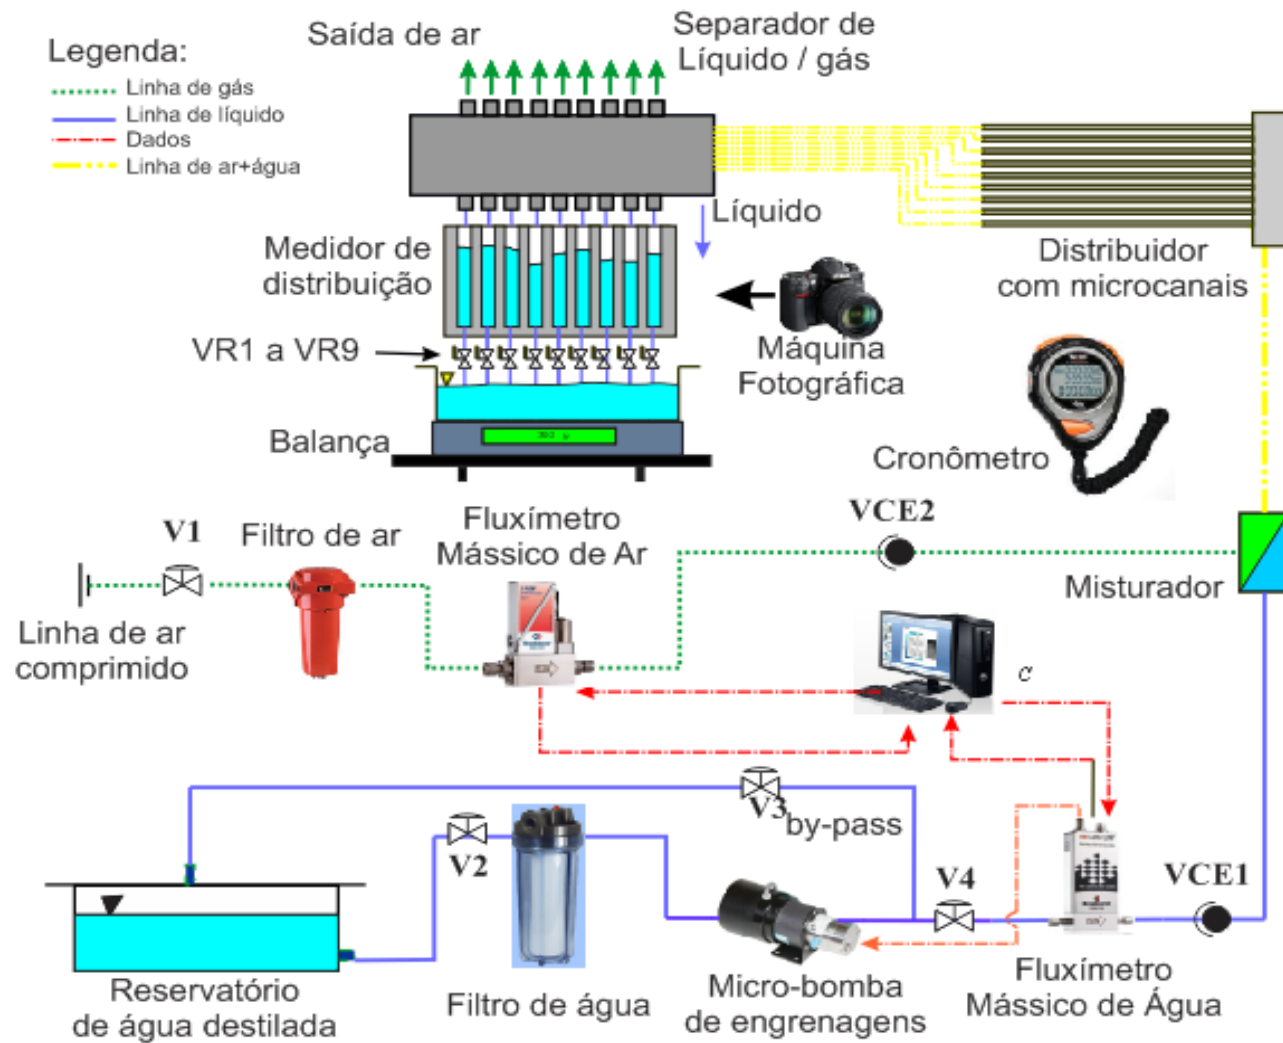 Saída de ar
Separador de
Líquido / gás
Legenda:
Linha de gás
Linha de líquido
Dados
Linha de ar+água
Líquido
Medidor de
distribuição
Distribuidor
com microcanais
VR1 a VR9
Máquina
Fotográfica
Balança
Cronômetro
V1
Filtro de ar
Fluxímetro
Mássico de Ar
VCE2
Misturador
Linha de ar
comprimido
c
V3
by-pass
V2
V4
VCE1
Reservatório
de água destilada
Filtro de água
Micro-bomba
de engrenagens
Fluxímetro
Mássico de Água